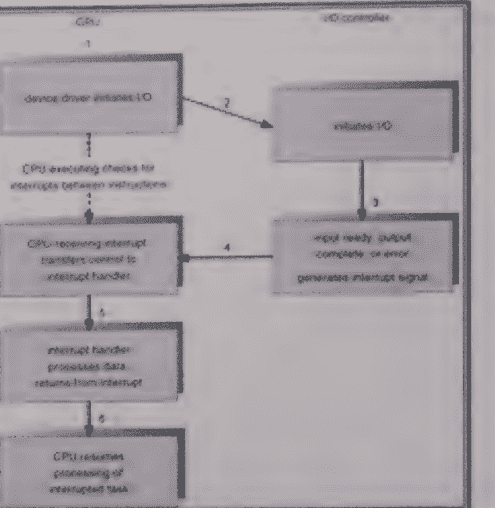 CPU
I/O controller
1
device driver initiates I/O
2
initiates I/O
CPU executing checks for
interrupts between instructions
3
CPU receiving interrupt
transfers control to
interrupt handler
4
input ready, output
complete, or error
generates interrupt signal
5
interrupt handler
processes data,
returns from interrupt
6
CPU resumes
processing of
interrupted task